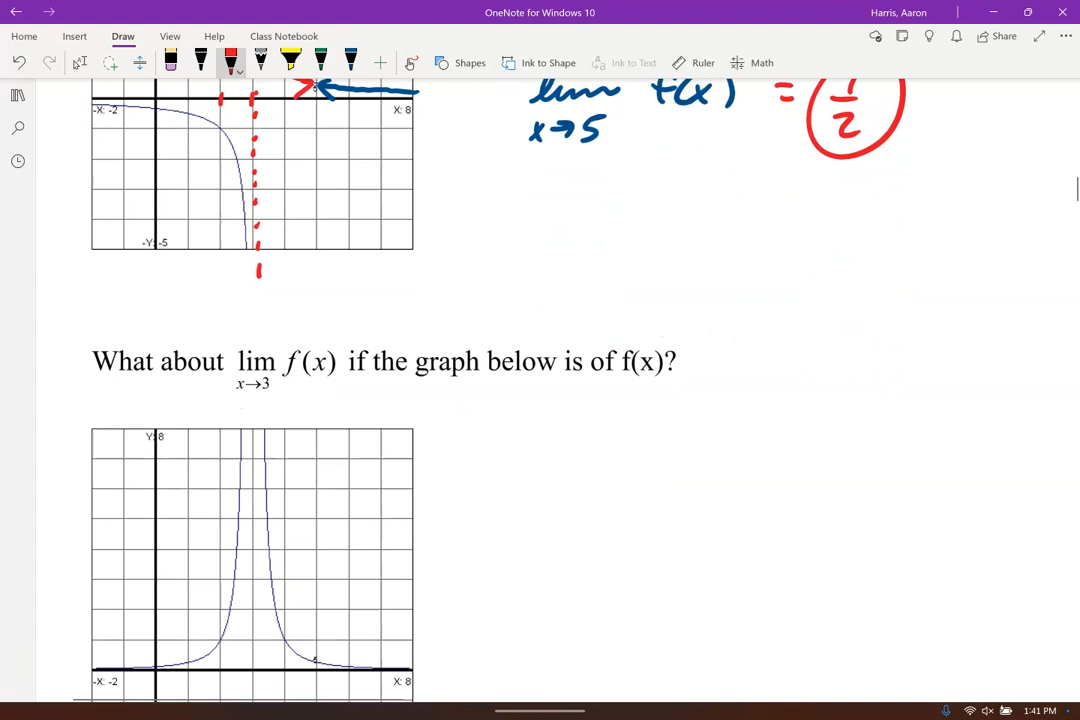 OneNote for Windows 10
Harris, Aaron
Home Insert Draw View Help Class Notebook
Share
Shapes Ink to Shape Ink to Text Ruler Math
-X: -2
X: 8
5
-Y: -5
lim f(x) = 1/2
x→5
What about lim f(x) if the graph below is of f(x)?
x→3
Y: 8
5
-X: -2
X: 8
1:41 PM